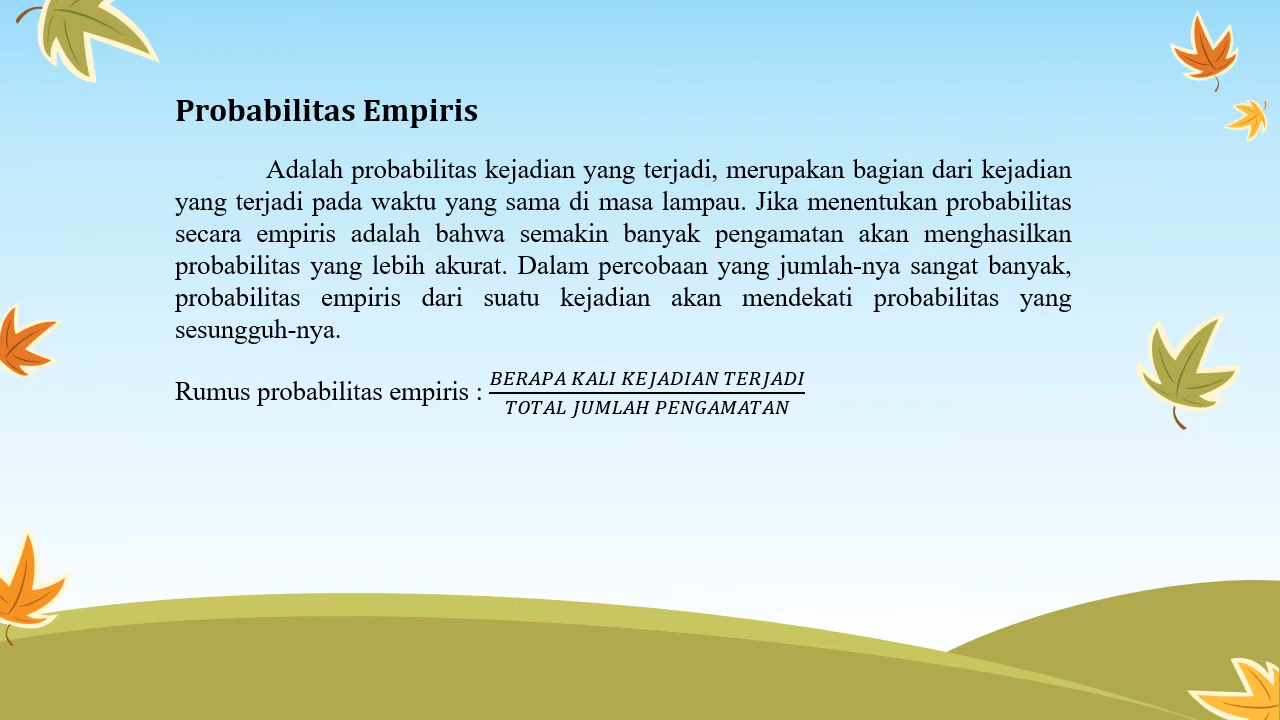 Probabilitas Empiris
Adalah probabilitas kejadian yang terjadi, merupakan bagian dari kejadian
yang terjadi pada waktu yang sama di masa lampau. Jika menentukan probabilitas
secara empiris adalah bahwa semakin banyak pengamatan akan menghasilkan
probabilitas yang lebih akurat. Dalam percobaan yang jumlah-nya sangat banyak,
probabilitas empiris dari suatu kejadian akan mendekati probabilitas yang
sesungguh-nya.
Rumus probabilitas empiris :
BERAPA KALI KEJADIAN TERJADI
TOTAL JUMLAH PENGAMATAN